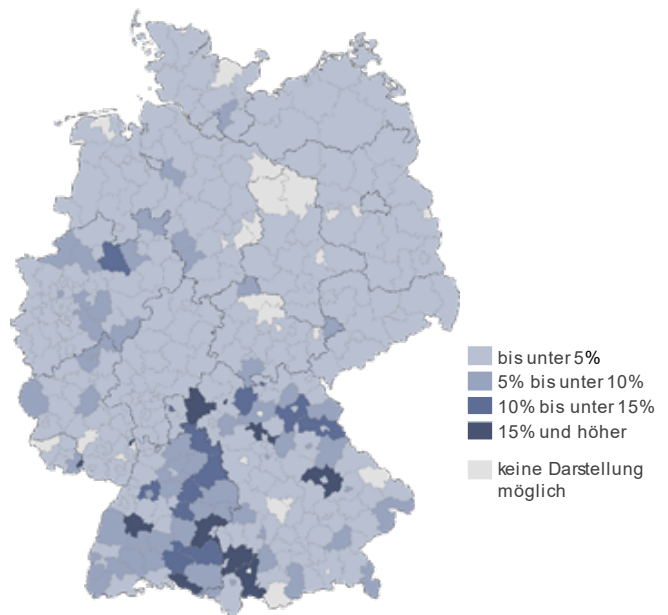 bis unter 5%
5% bis unter 10%
10% bis unter 15%
15% und höher
keine Darstellung
möglich